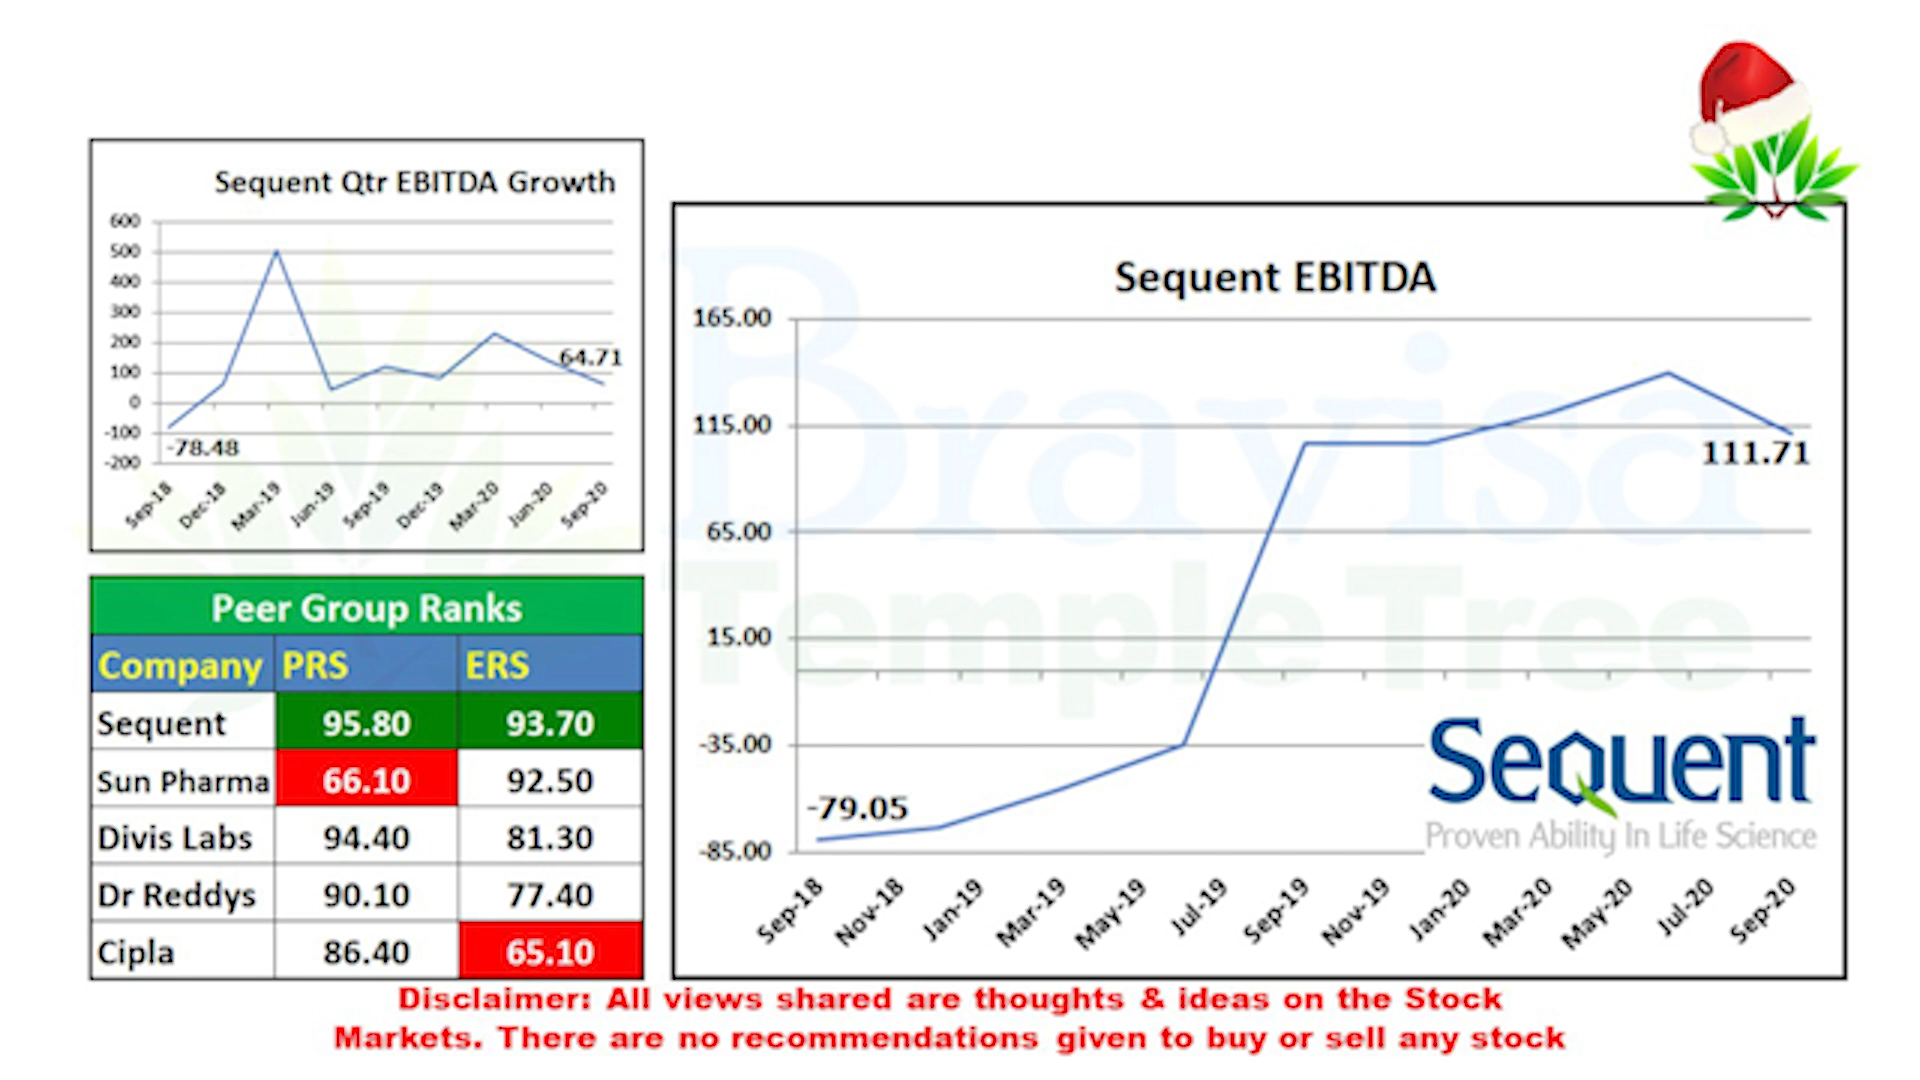 Sequent Qtr EBITDA Growth
600
500
400
300
200
100
0
-100
-200
64.71
-78.48
Sep-18 Dec-18 Mar-19 Jun-19 Sep-19 Dec-19 Mar-20 Jun-20 Sep-20
Peer Group Ranks
Company PRS ERS
Sequent 95.80 93.70
Sun Pharma 66.10 92.50
Divis Labs 94.40 81.30
Dr Reddys 90.10 77.40
Cipla 86.40 65.10
Sequent EBITDA
165.00
115.00
65.00
15.00
-35.00
-85.00
111.71
-79.05
Sep-18 Nov-18 Jan-19 Mar-19 May-19 Jul-19 Sep-19 Nov-19 Jan-20 Mar-20 May-20 Jul-20 Sep-20
Bravisa
Temple Tree
Sequent
Proven Ability In Life Science
Disclaimer: All views shared are thoughts & ideas on the Stock
Markets. There are no recommendations given to buy or sell any stock